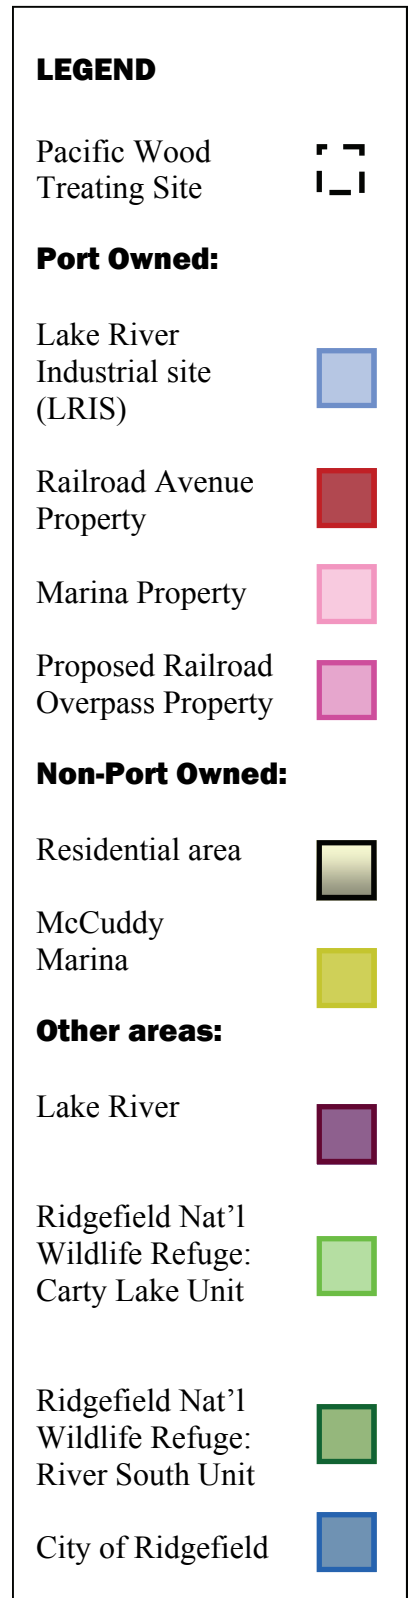 LEGEND
Pacific Wood
Treating Site
Port Owned:
Lake River
Industrial site
(LRIS)
Railroad Avenue
Property
Marina Property
Proposed Railroad
Overpass Property
Non-Port Owned:
Residential area
McCuddy
Marina
Other areas:
Lake River
Ridgefield Nat’l
Wildlife Refuge:
Carty Lake Unit
Ridgefield Nat’l
Wildlife Refuge:
River South Unit
City of Ridgefield